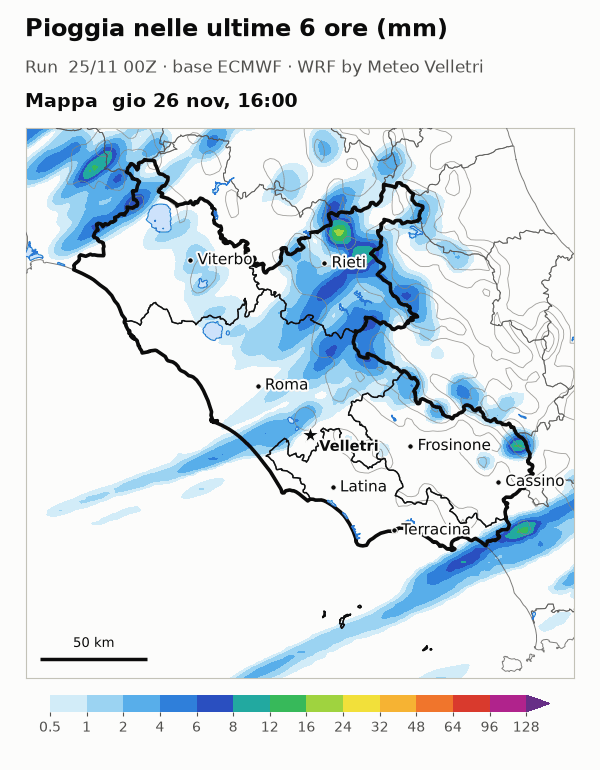 Pioggia nelle ultime 6 ore (mm)
Run  25/11 00Z · base ECMWF · WRF by Meteo Velletri
Mappa  gio 26 nov, 16:00
Viterbo
Rieti
Roma
Velletri
Frosinone
Cassino
Latina
Terracina
50 km
0.5 1 2 4 6 8 12 16 24 32 48 64 96 128